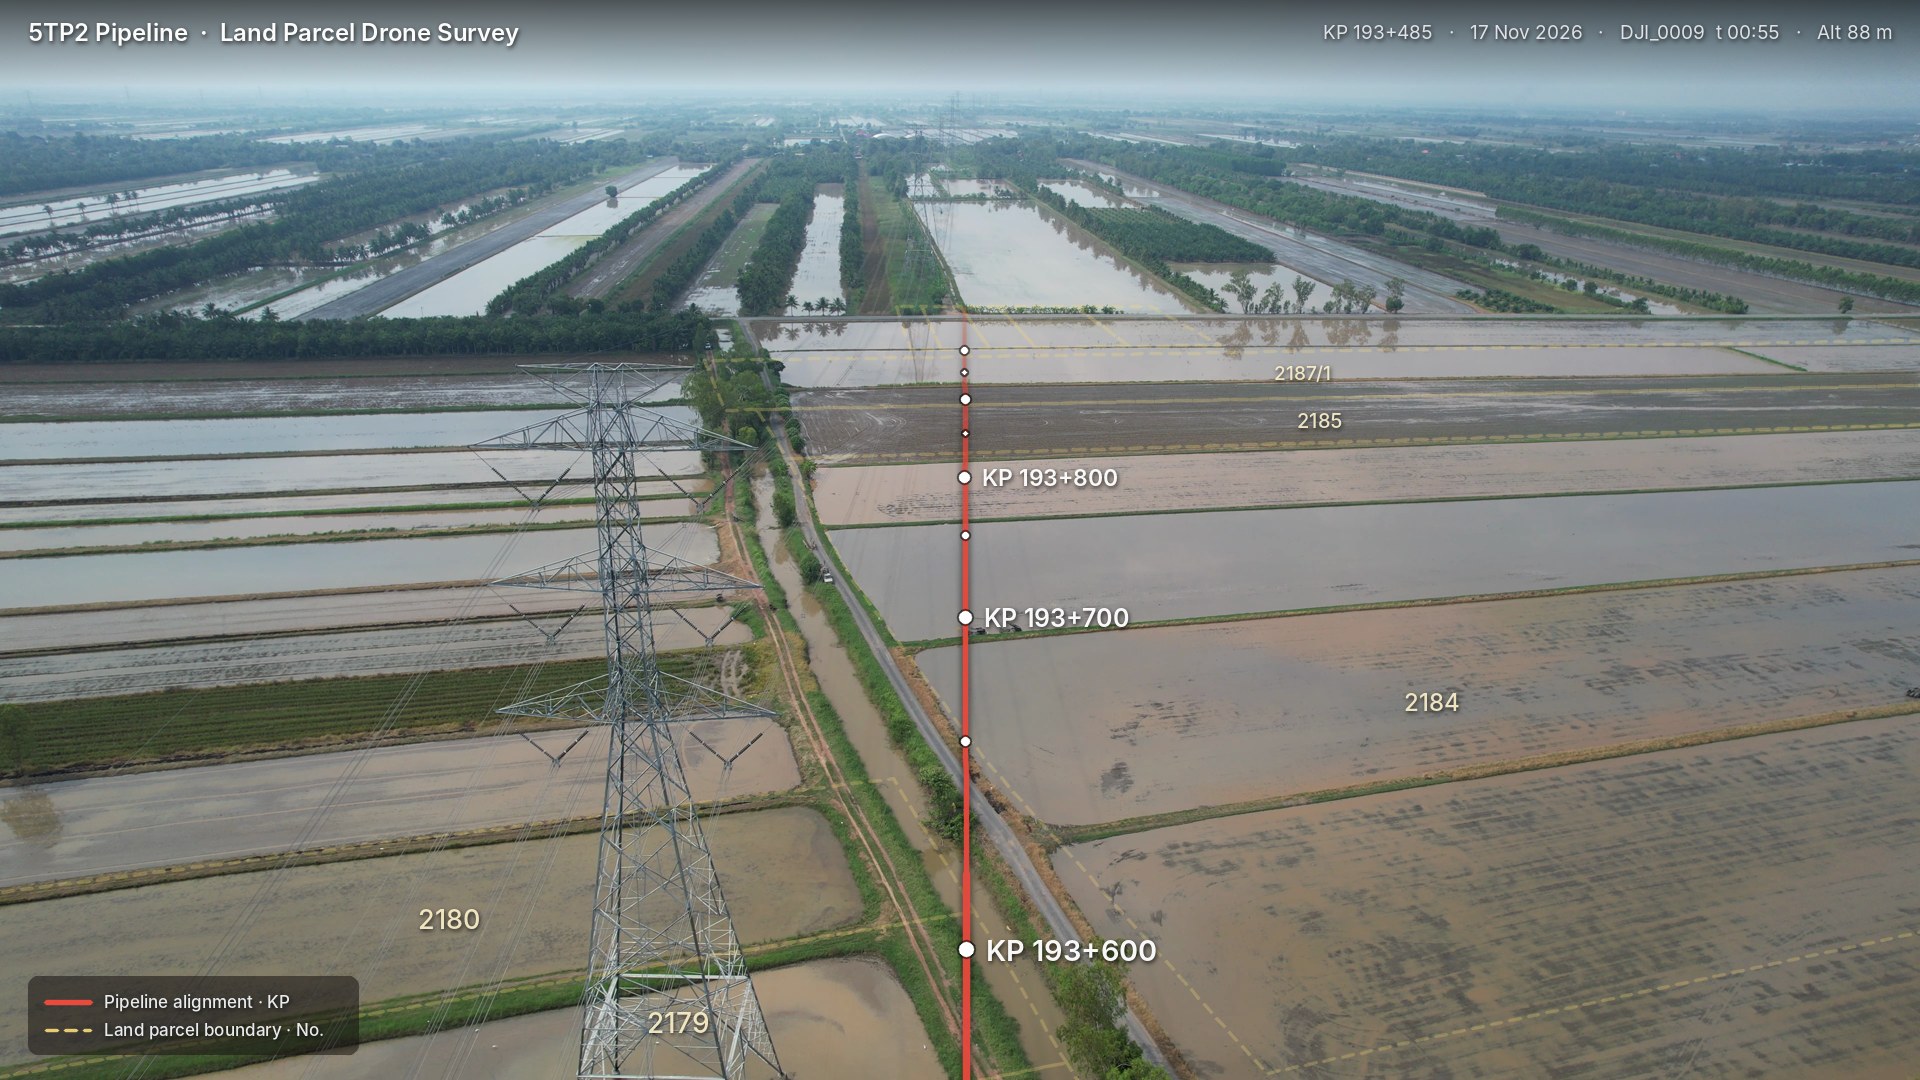 5TP2 Pipeline · Land Parcel Drone Survey
KP 193+485 · 17 Nov 2026 · DJI_0009 t 00:55 · Alt 88 m
2187/1
2185
KP 193+800
KP 193+700
2184
2180
KP 193+600
2179
Pipeline alignment · KP
Land parcel boundary · No.